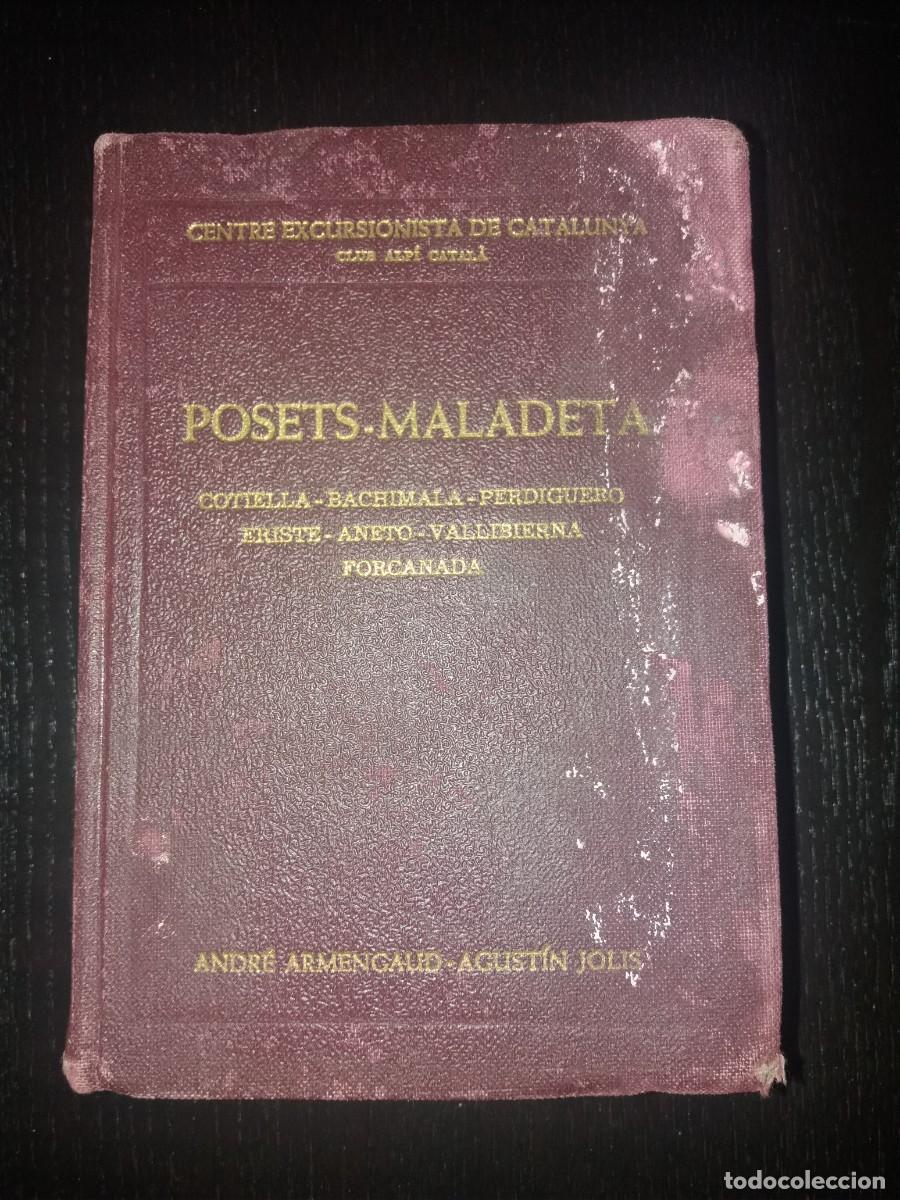 CENTRE EXCURSIONISTA DE CATALUNYA
CLUB ALPÍ CATALÀ
POSETS-MALADETA
COTIELLA-BACHIMALA-PERDIGUERO
ERISTE-ANETO-VALLIBIERNA
FORCANADA
ANDRÉ ARMENGAUD-AGUSTÍN JOLIS
todocoleccion